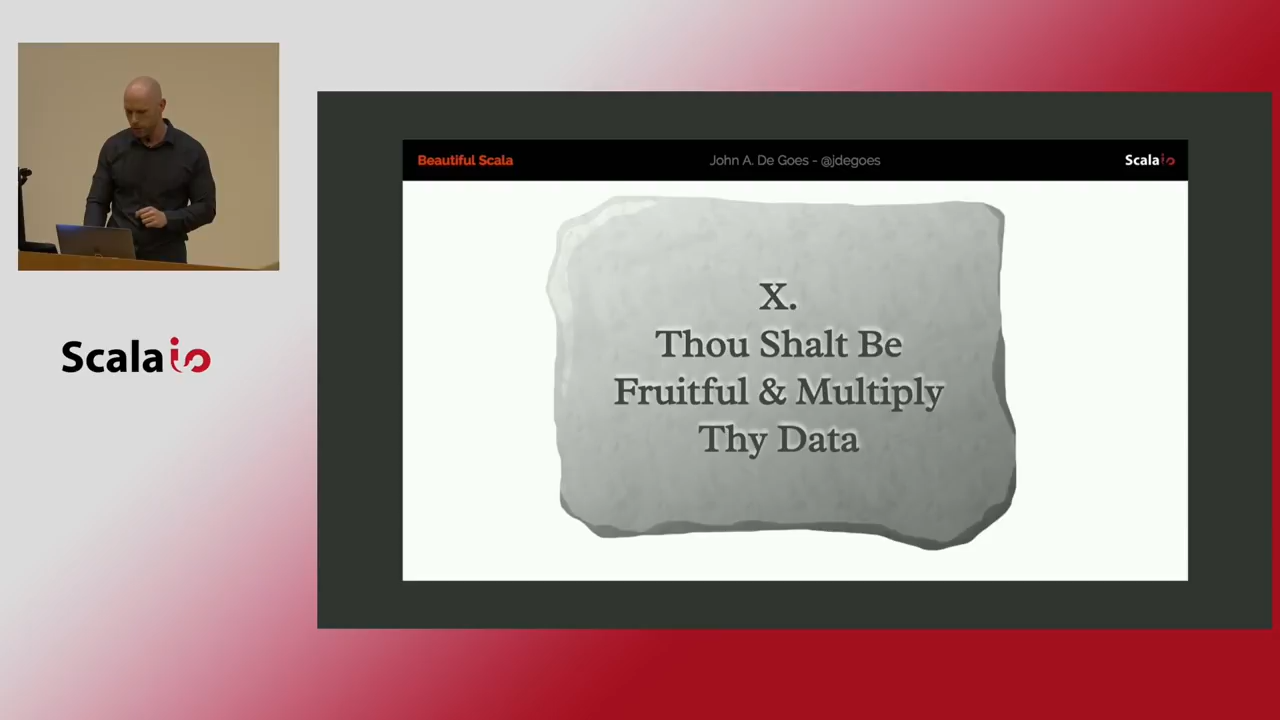 Beautiful Scala
John A. De Goes - @jdegoes
Scalaio
X.
Thou Shalt Be
Fruitful & Multiply
Thy Data
Scalaio